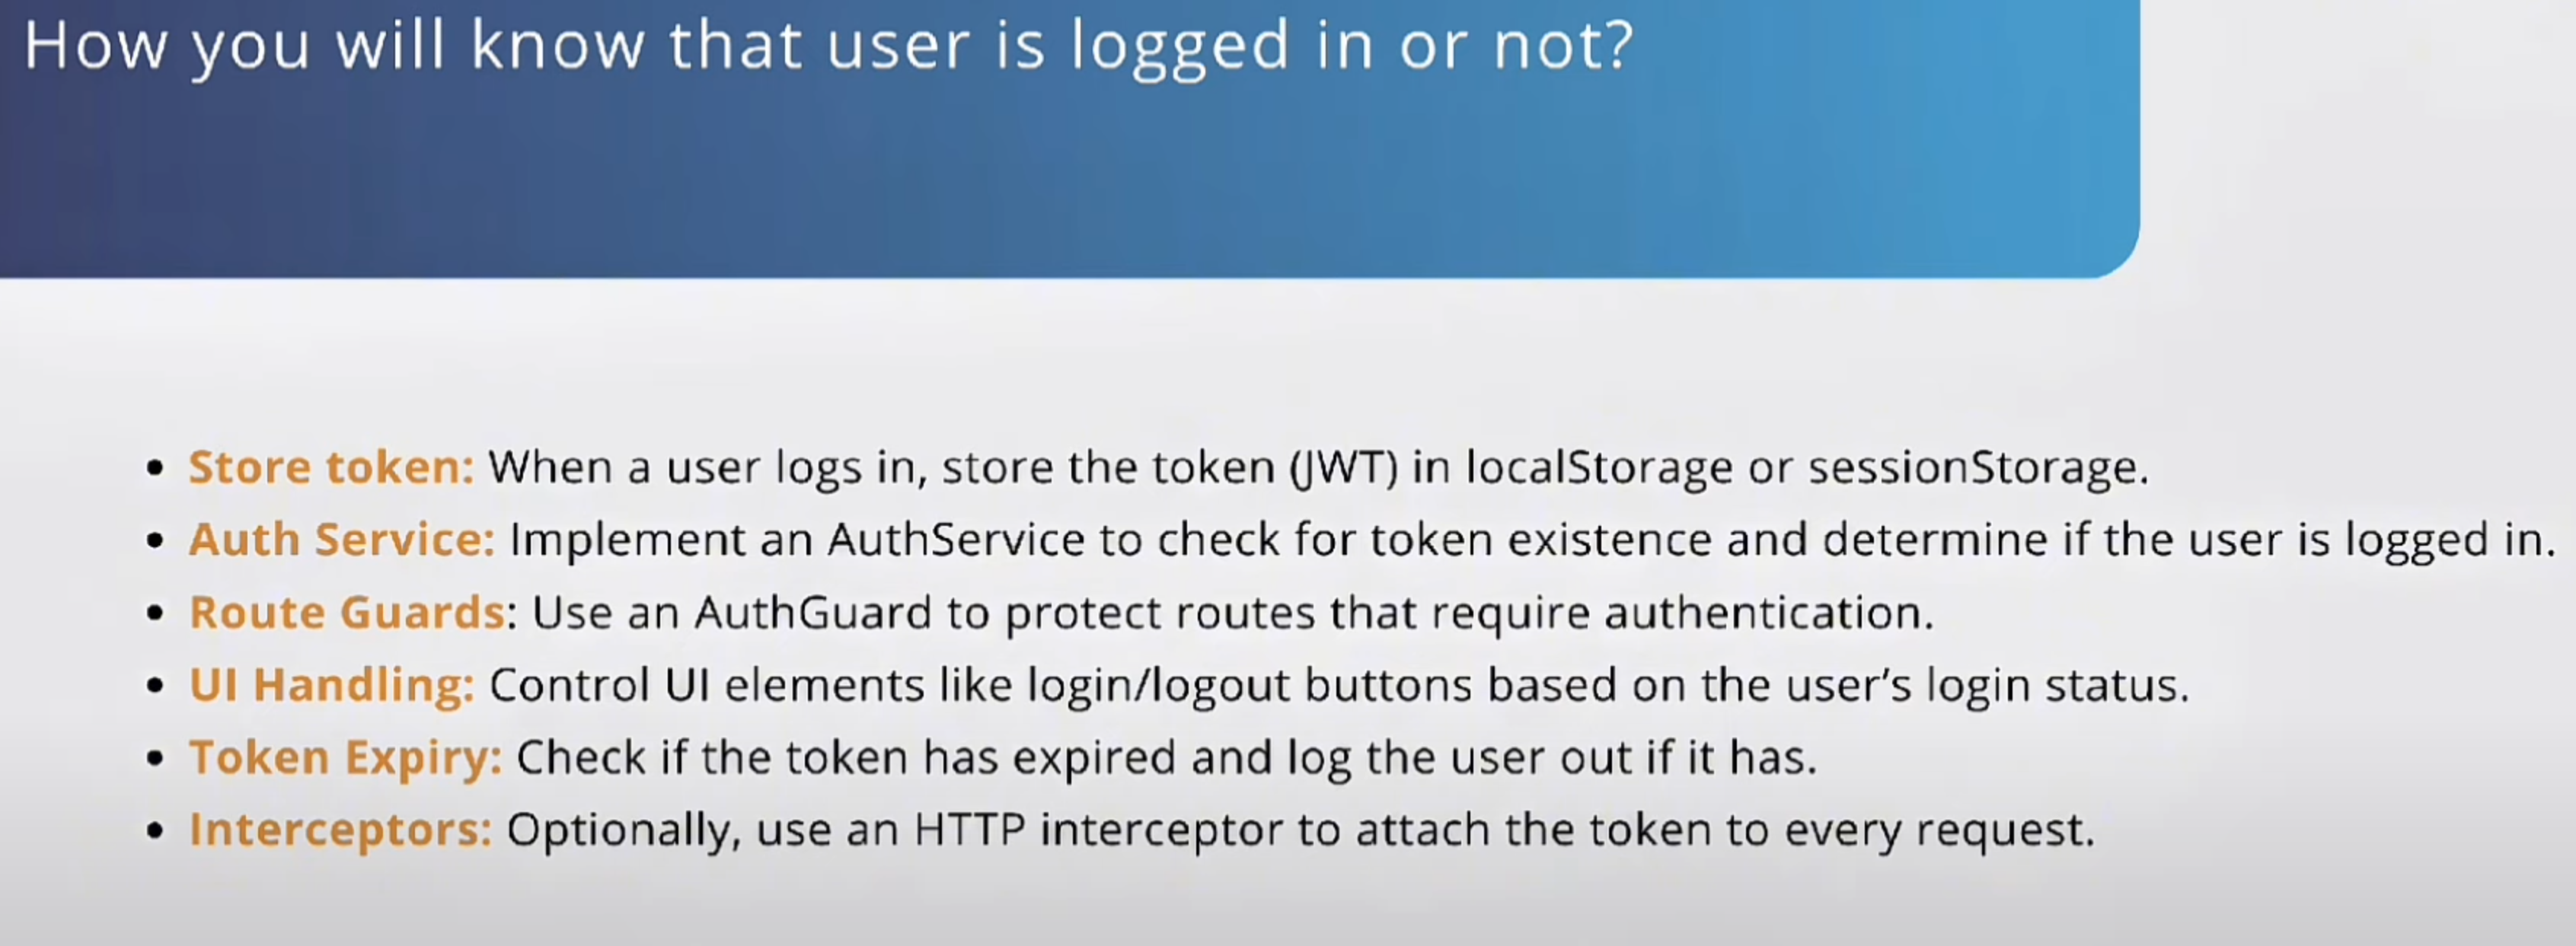 How you will know that user is logged in or not?
• Store token: When a user logs in, store the token (JWT) in localStorage or sessionStorage.
• Auth Service: Implement an AuthService to check for token existence and determine if the user is logged in.
• Route Guards: Use an AuthGuard to protect routes that require authentication.
• UI Handling: Control UI elements like login/logout buttons based on the user’s login status.
• Token Expiry: Check if the token has expired and log the user out if it has.
• Interceptors: Optionally, use an HTTP interceptor to attach the token to every request.